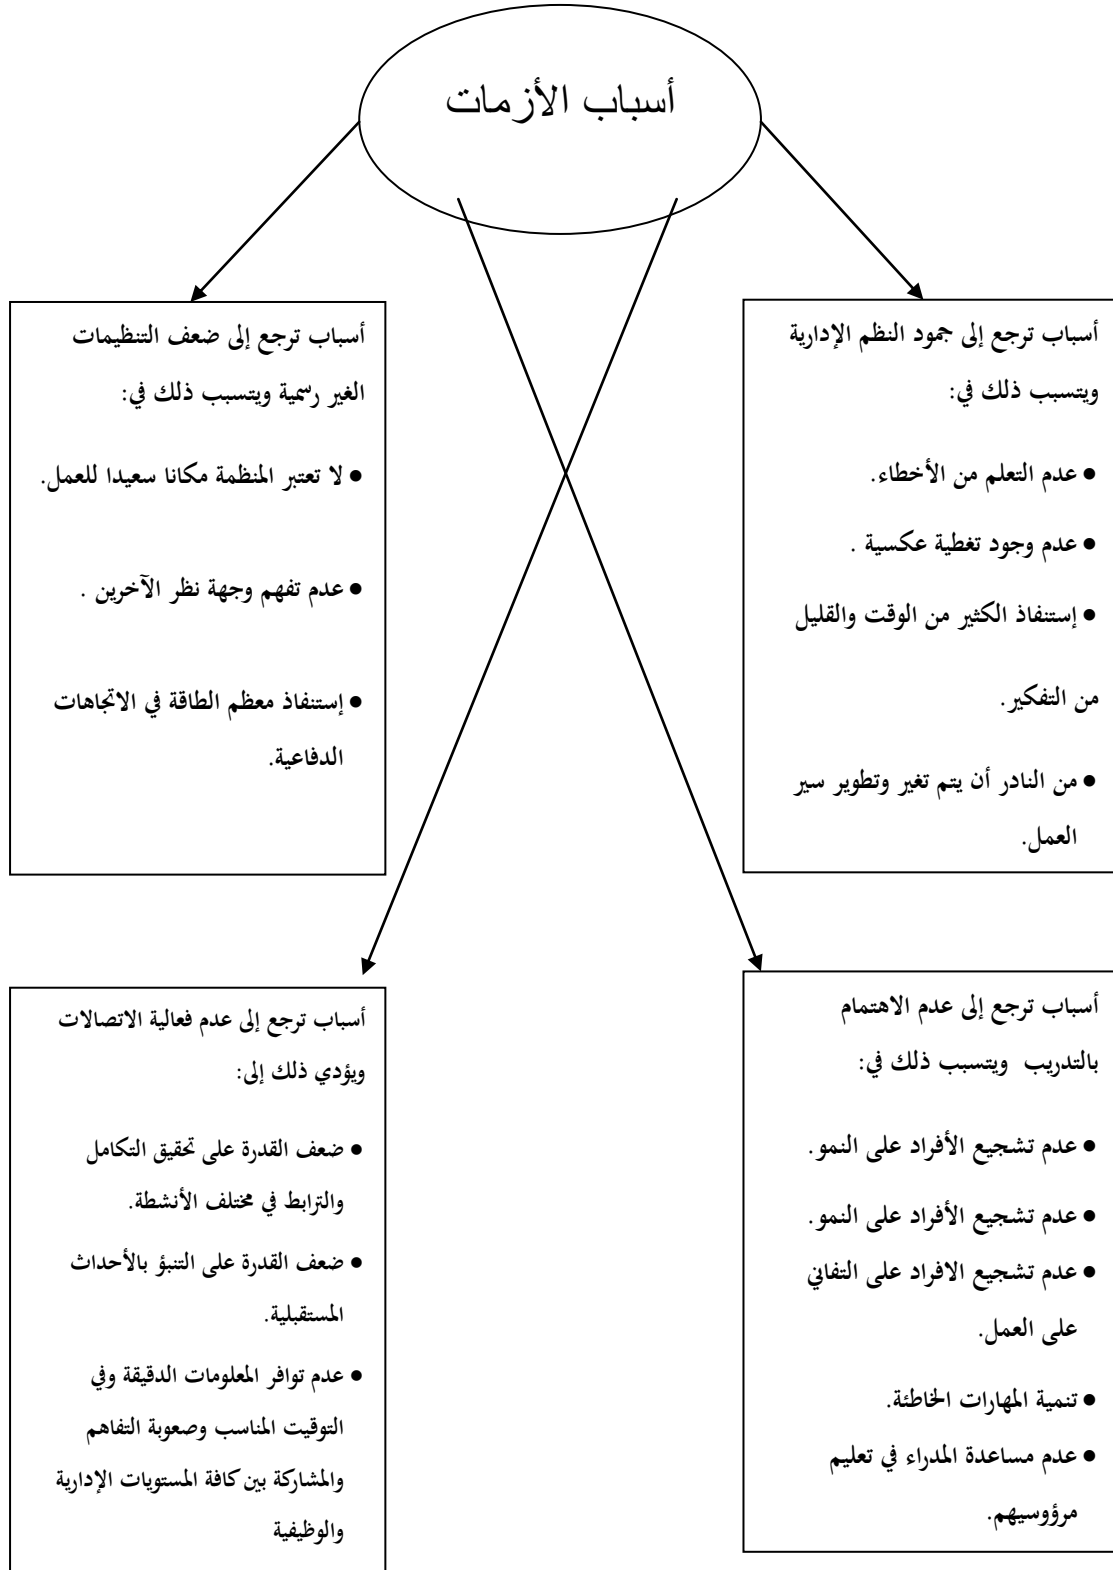 أسباب الأزمات
أسباب ترجع إلى جمود النظم الإدارية
ويتسبب ذلك في:
● عدم التعلم من الأخطاء.
● عدم وجود تغطية عكسية .
● إستنفاذ الكثير من الوقت والقليل
من التفكير.
● من النادر أن يتم تغير وتطوير سير
العمل.
أسباب ترجع إلى ضعف التنظيمات
الغير رسمية ويتسبب ذلك في:
● لا تعتبر المنظمة مكانا سعيدا للعمل.
● عدم تفهم وجهة نظر الآخرين .
● إستنفاذ معظم الطاقة في الاتجاهات
الدفاعية.
أسباب ترجع إلى عدم الاهتمام
بالتدريب ويتسبب ذلك في:
● عدم تشجيع الأفراد على النمو.
● عدم تشجيع الأفراد على النمو.
● عدم تشجيع الافراد على التفاني
على العمل.
● تنمية المهارات الخاطئة.
● عدم مساعدة المدراء في تعليم
مرؤوسيهم.
أسباب ترجع إلى عدم فعالية الاتصالات
ويؤدي ذلك إلى:
● ضعف القدرة على تحقيق التكامل
والترابط في مختلف الأنشطة.
● ضعف القدرة على التنبؤ بالأحداث
المستقبلية.
● عدم توافر المعلومات الدقيقة وفي
التوقيت المناسب وصعوبة التفاهم
والمشاركة بين كافة المستويات الإدارية
والوظيفية